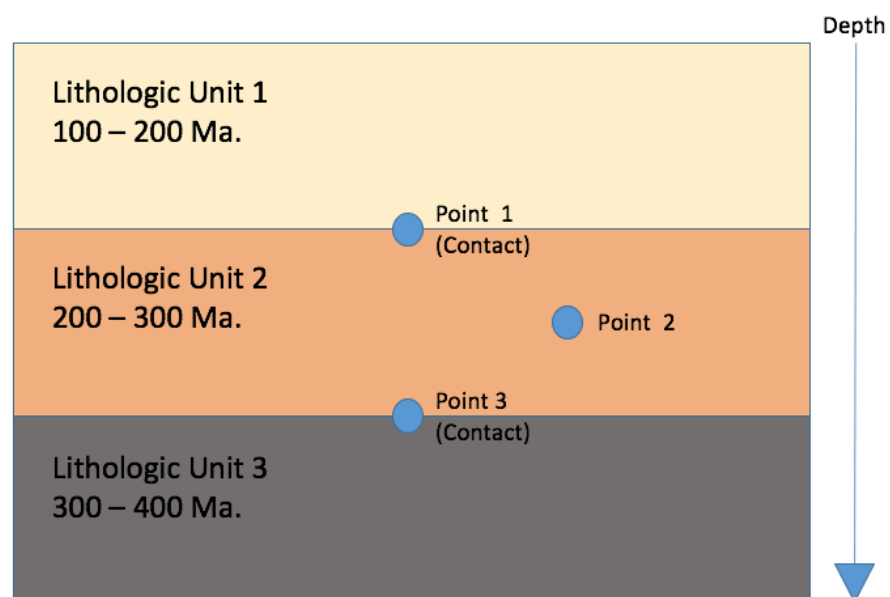 Depth
Lithologic Unit 1
100 – 200 Ma.
Point 1
(Contact)
Lithologic Unit 2
200 – 300 Ma.
Point 2
Point 3
(Contact)
Lithologic Unit 3
300 – 400 Ma.